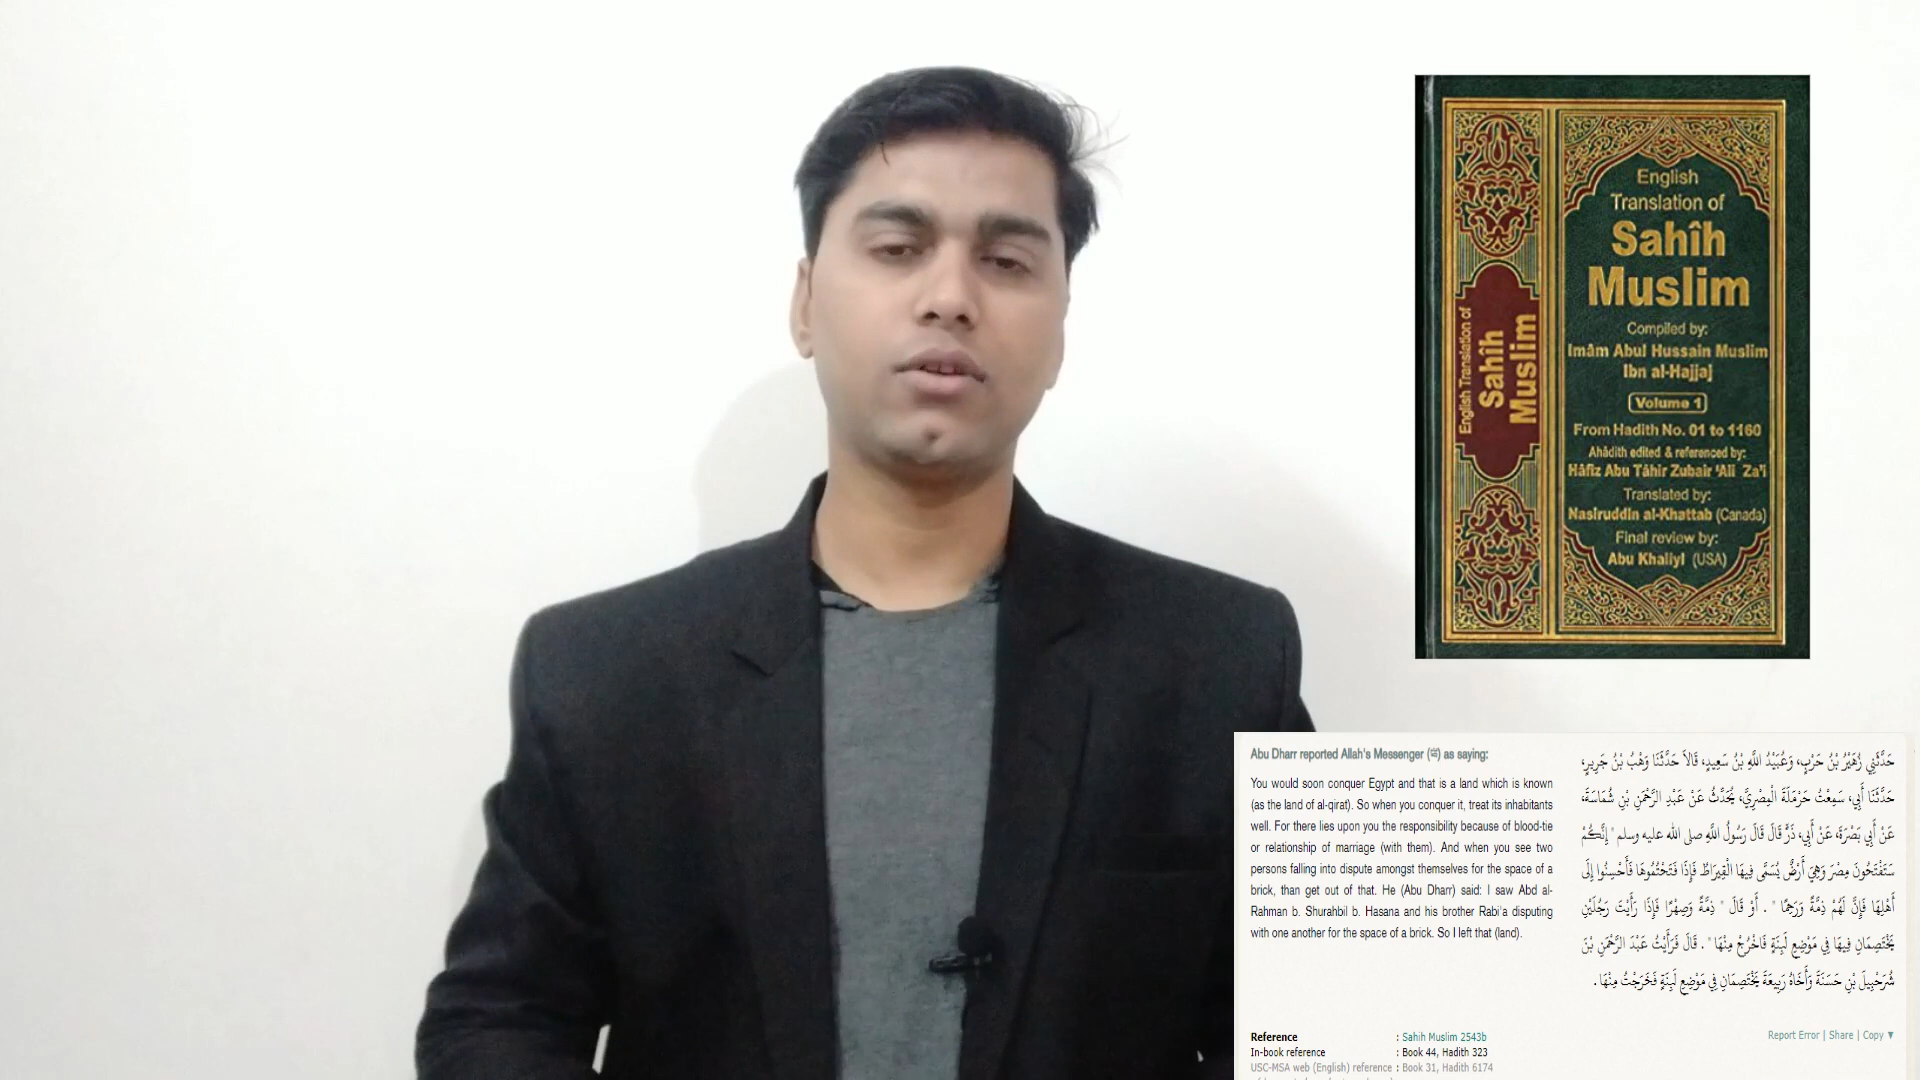 English
Translation of
Sahîh
Muslim
Compiled by:
Imâm Abul Hussain Muslim
Ibn al-Hajjaj
Volume 1
From Hadith No. 01 to 1160
Ahâdith edited & referenced by:
Hâfiz Abu Tâhir Zubair 'Ali Za'i
Translated by:
Nasiruddin al-Khattab (Canada)
Final review by:
Abu Khaliyl (USA)
English Translation of
Sahîh
Muslim
Abu Dharr reported Allah's Messenger (ﷺ) as saying:
You would soon conquer Egypt and that is a land which is known
(as the land of al-qirat). So when you conquer it, treat its inhabitants
well. For there lies upon you the responsibility because of blood-tie
or relationship of marriage (with them). And when you see two
persons falling into dispute amongst themselves for the space of a
brick, than get out of that. He (Abu Dharr) said: I saw Abd al-
Rahman b. Shurahbil b. Hasana and his brother Rabi'a disputing
with one another for the space of a brick. So I left that (land).
حَدَّثَنِي زُهَيْرُ بْنُ حَرْبٍ، وَعُبَيْدُ اللَّهِ بْنُ سَعِيدٍ، قَالاَ حَدَّثَنَا وَهْبُ بْنُ جَرِيرٍ،
حَدَّثَنَا أَبِي، سَمِعْتُ حَرْمَلَةَ الْمِصْرِيَّ، يُحَدِّثُ عَنْ عَبْدِ الرَّحْمَنِ بْنِ شُمَاسَةَ،
عَنْ أَبِي بَصْرَةَ، عَنْ أَبِي، ذَرٍّ قَالَ قَالَ رَسُولُ اللَّهِ صلى الله عليه وسلم " إِنَّكُمْ
سَتَفْتَحُونَ مِصْرَ وَهِيَ أَرْضٌ يُسَمَّى فِيهَا الْقِيرَاطُ فَإِذَا فَتَحْتُمُوهَا فَأَحْسِنُوا إِلَى
أَهْلِهَا فَإِنَّ لَهُمْ ذِمَّةً وَرَحِمًا " . أَوْ قَالَ " ذِمَّةً وَصِهْرًا فَإِذَا رَأَيْتَ رَجُلَيْنِ
يَخْتَصِمَانِ فِيهَا فِي مَوْضِعِ لَبِنَةٍ فَاخْرُجْ مِنْهَا " . قَالَ فَرَأَيْتُ عَبْدَ الرَّحْمَنِ بْنَ
شُرَحْبِيلَ بْنِ حَسَنَةَ وَأَخَاهُ رَبِيعَةَ يَخْتَصِمَانِ فِي مَوْضِعِ لَبِنَةٍ فَخَرَجْتُ مِنْهَا .
Reference : Sahih Muslim 2543b
In-book reference : Book 44, Hadith 323
USC-MSA web (English) reference : Book 31, Hadith 6174
Report Error | Share | Copy ▼